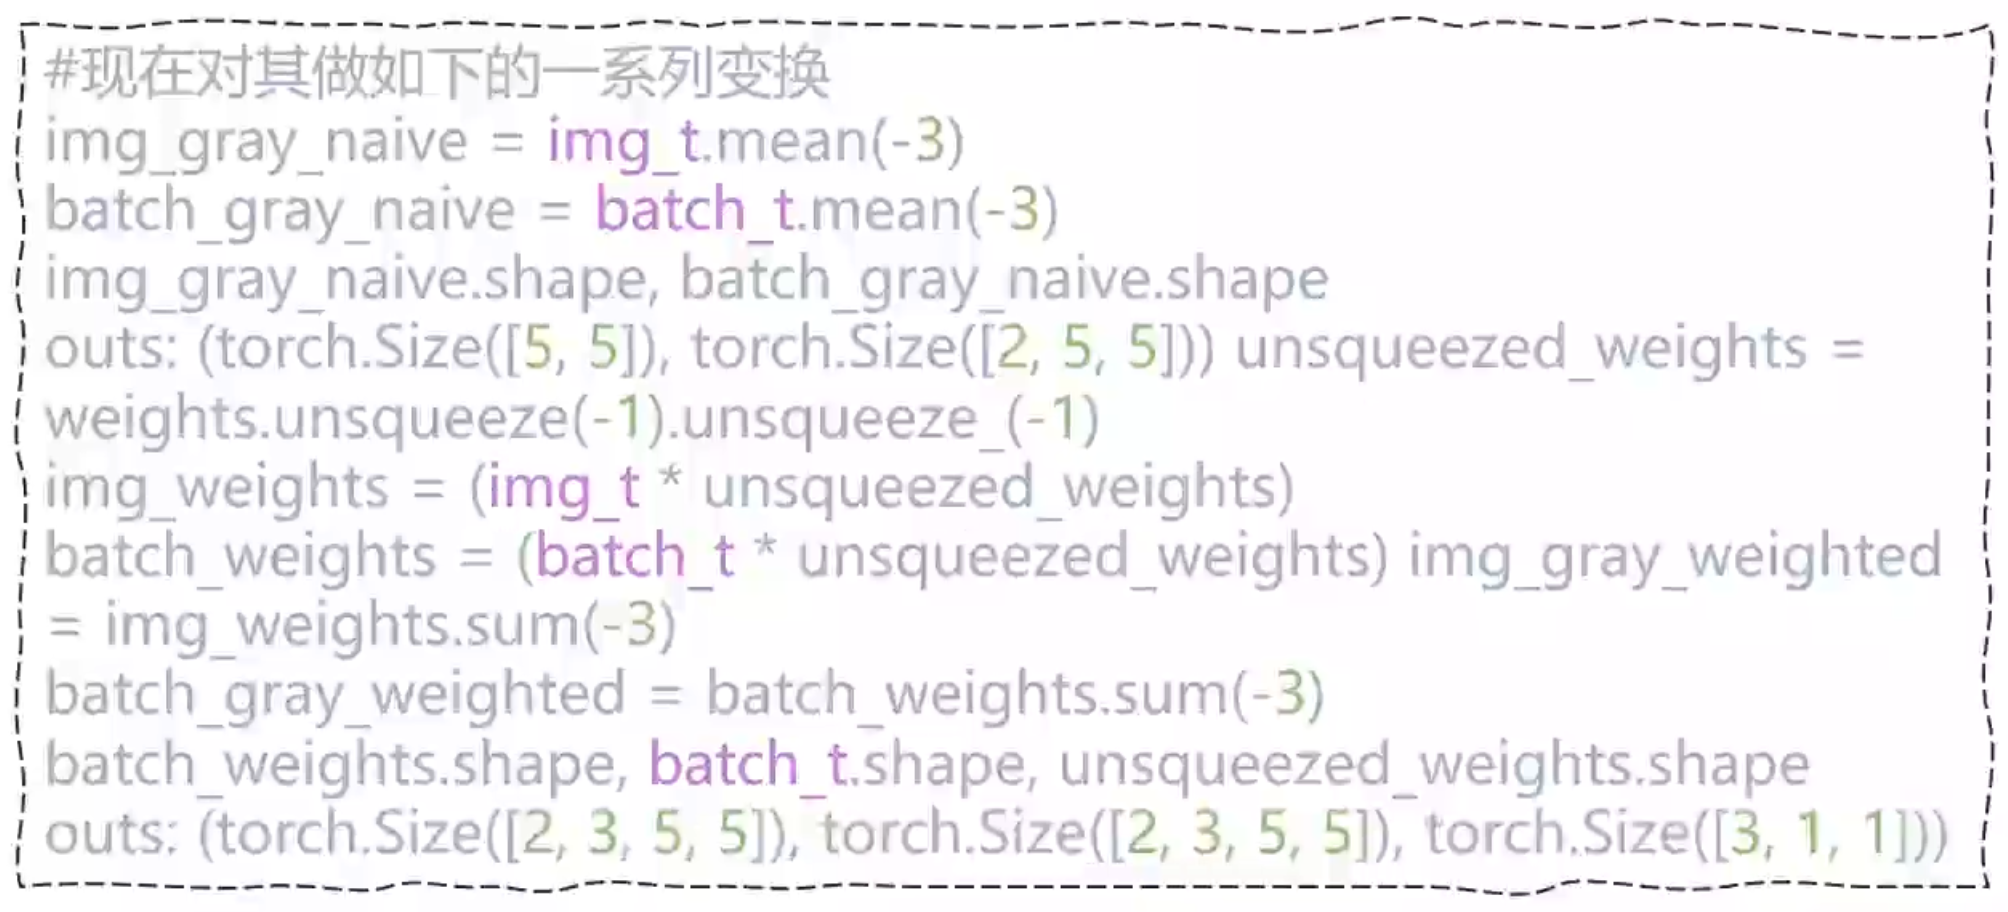 #现在对其做如下的一系列变换
img_gray_naive = img_t.mean(-3)
batch_gray_naive = batch_t.mean(-3)
img_gray_naive.shape, batch_gray_naive.shape
outs: (torch.Size([5, 5]), torch.Size([2, 5, 5])) unsqueezed_weights =
weights.unsqueeze(-1).unsqueeze_(-1)
img_weights = (img_t * unsqueezed_weights)
batch_weights = (batch_t * unsqueezed_weights) img_gray_weighted
= img_weights.sum(-3)
batch_gray_weighted = batch_weights.sum(-3)
batch_weights.shape, batch_t.shape, unsqueezed_weights.shape
outs: (torch.Size([2, 3, 5, 5]), torch.Size([2, 3, 5, 5]), torch.Size([3, 1, 1]))